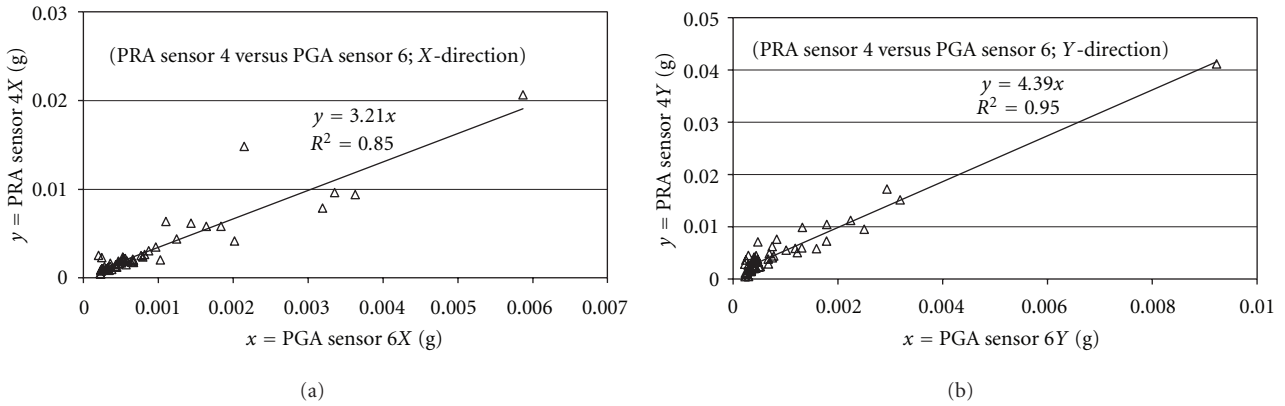 0.03
0.02
0.01
0
y = PRA sensor 4X (g)
(PRA sensor 4 versus PGA sensor 6; X-direction)
y = 3.21x
R² = 0.85
0 0.001 0.002 0.003 0.004 0.005 0.006 0.007
x = PGA sensor 6X (g)
(a)
0.05
0.04
0.03
0.02
0.01
0
y = PRA sensor 4Y (g)
(PRA sensor 4 versus PGA sensor 6; Y-direction)
y = 4.39x
R² = 0.95
0 0.002 0.004 0.006 0.008 0.01
x = PGA sensor 6Y (g)
(b)